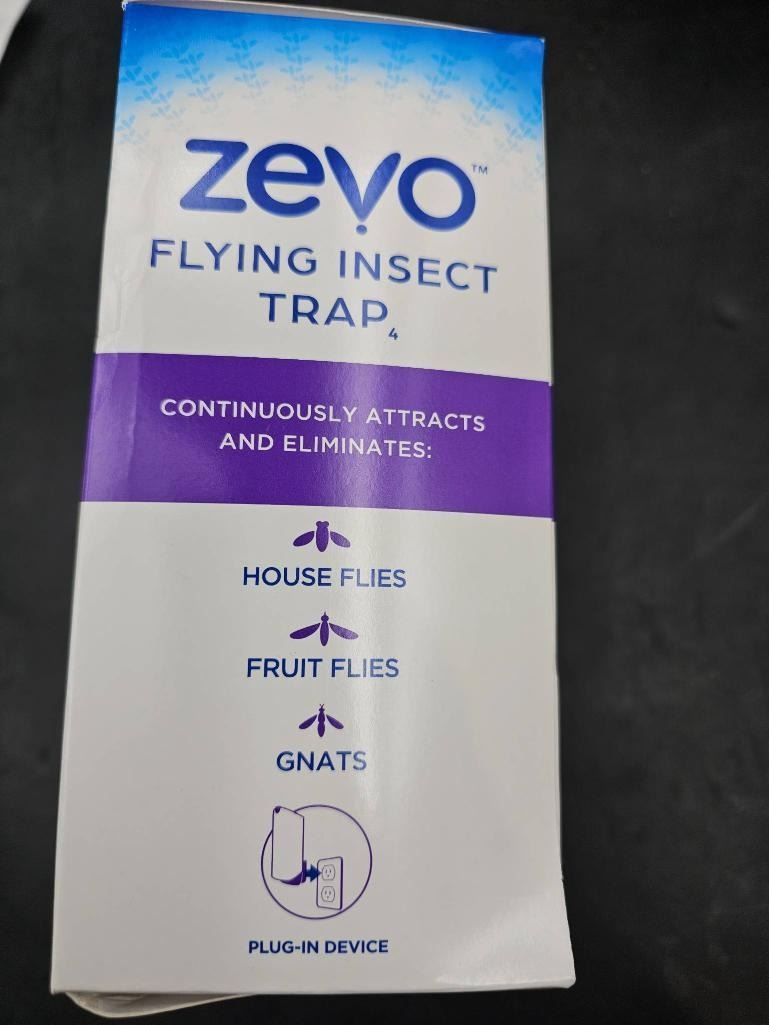 zevo™
FLYING INSECT
TRAP4
CONTINUOUSLY ATTRACTS
AND ELIMINATES:
HOUSE FLIES
FRUIT FLIES
GNATS
PLUG-IN DEVICE